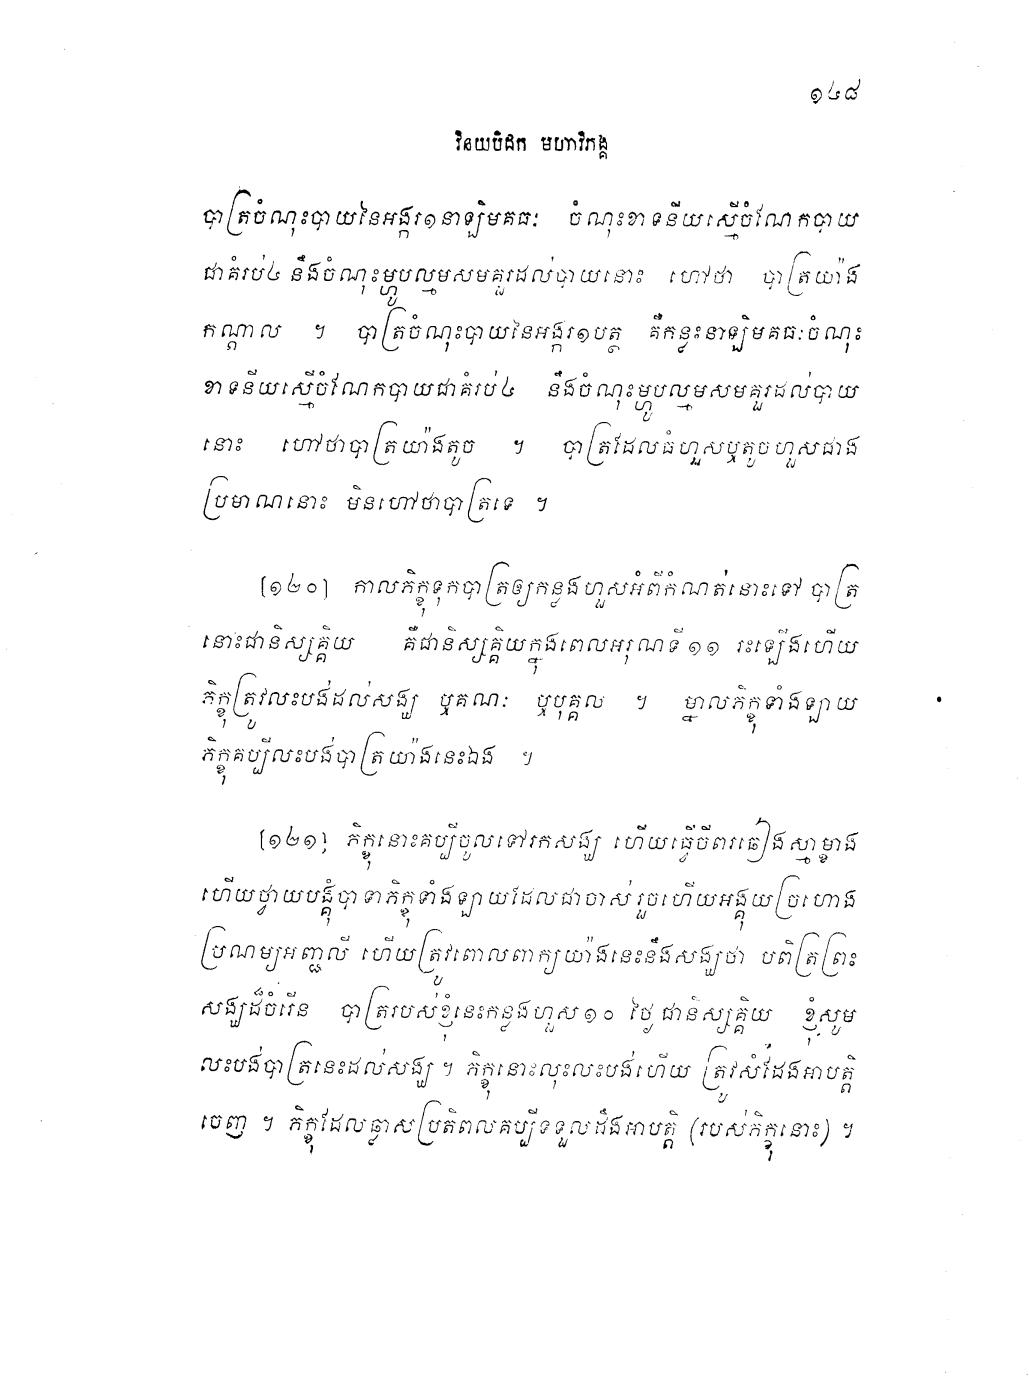 ១៤៨
វិនយបិដក មហាវិភង្គ
បាត្រចំណុះបាយនៃអង្ករ១នាឡិមគធៈ ចំណុះខាទនីយស្មើចំណែកបាយ
ជាគំរប់៤ នឹងចំណុះម្ហូបល្មមសមគួរដល់បាយនោះ ហៅថា បាត្រយ៉ាង
កណ្តាល ។ បាត្រចំណុះបាយនៃអង្ករ១បត្ថ គឺកន្លះនាឡិមគធៈចំណុះ
ខាទនីយស្មើចំណែកបាយជាគំរប់៤ នឹងចំណុះម្ហូបល្មមសមគួរដល់បាយ
នោះ ហៅថាបាត្រយ៉ាងតូច ។ បាត្រដែលធំហួសឬតូចហួសជាង
ប្រមាណនោះ មិនហៅថាបាត្រទេ ។
[១២០] កាលភិក្ខុទុកបាត្រឲ្យកន្លងហួសអំពីកំណត់នោះទៅ បាត្រ
នោះជានិស្សគ្គិយ គឺជានិស្សគ្គិយក្នុងពេលអរុណទី ១១ រះឡើងហើយ
ភិក្ខុត្រូវលះបង់ដល់សង្ឃ ឬគណៈ ឬបុគ្គល ។ ម្នាលភិក្ខុទាំងឡាយ
ភិក្ខុគប្បីលះបង់បាត្រយ៉ាងនេះឯង ។
[១២១] ភិក្ខុនោះគប្បីចូលទៅរកសង្ឃ ហើយធ្វើចីពរឆៀងស្មាម្ខាង
ហើយថ្វាយបង្គំុបាទាភិក្ខុទាំងឡាយដែលជាចាស់ រួចហើយអង្គុយច្រហោង
ប្រណម្យអញ្ជលី ហើយត្រូវពោលពាក្យយ៉ាងនេះនឹងសង្ឃថា បពិត្រព្រះ
សង្ឃដ៏ចំរើន បាត្ររបស់ខ្ញុំនេះកន្លងហួស១០ ថ្ងៃ ជានិស្សគ្គិយ ខ្ញុំសូម
លះបង់បាត្រនេះដល់សង្ឃ ។ ភិក្ខុនោះលុះលះបង់ហើយ ត្រូវសំដែងអាបត្តិ
ចេញ ។ ភិក្ខុដែលឆ្លាសប្រតិពលគប្បីទទួលដឹងអាបត្តិ (របស់ភិក្ខុនោះ) ។